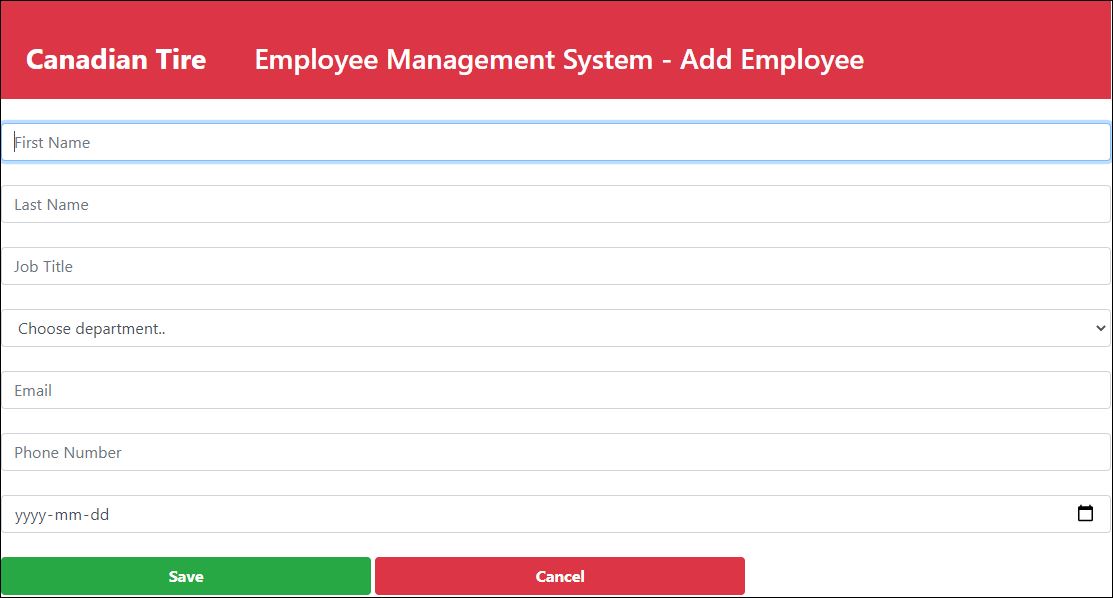 Canadian Tire Employee Management System - Add Employee
First Name
Last Name
Job Title
Choose department..
Email
Phone Number
yyyy-mm-dd
Save Cancel